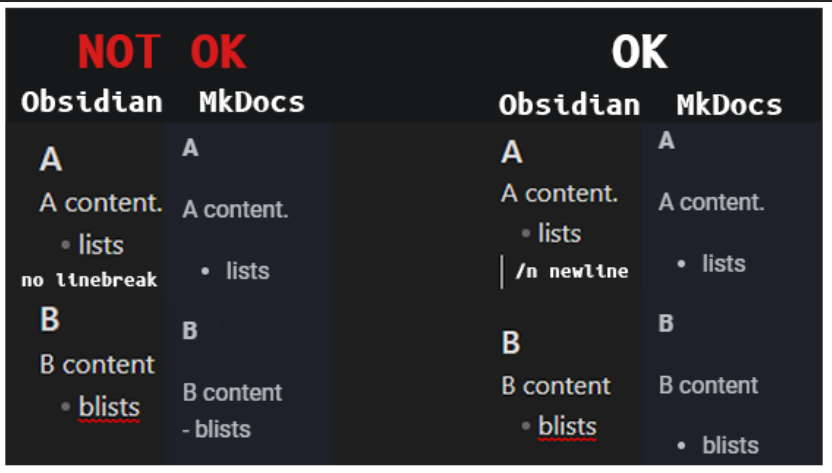 NOT OK
Obsidian MkDocs
A
A content.
• lists
no linebreak
B
B content
• blists
A
A content.
• lists
B
B content
- blists
OK
Obsidian MkDocs
A
A content.
• lists
/n newline
B
B content
• blists
A
A content.
• lists
B
B content
• blists